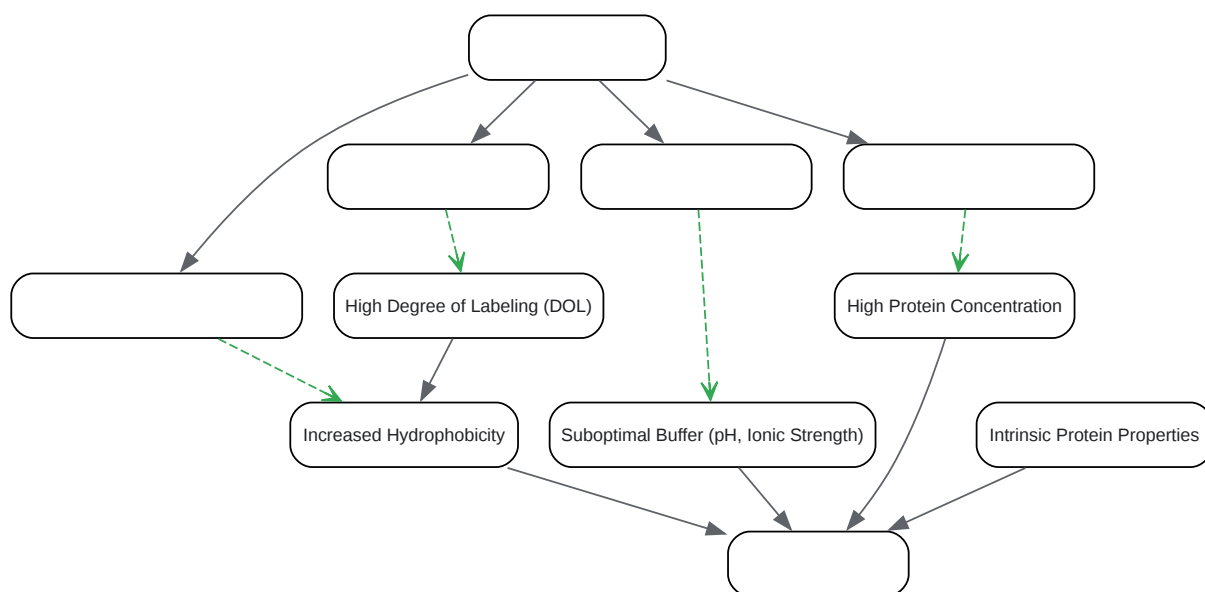 High Degree of Labeling (DOL)
High Protein Concentration
Increased Hydrophobicity
Suboptimal Buffer (pH, Ionic Strength)
Intrinsic Protein Properties